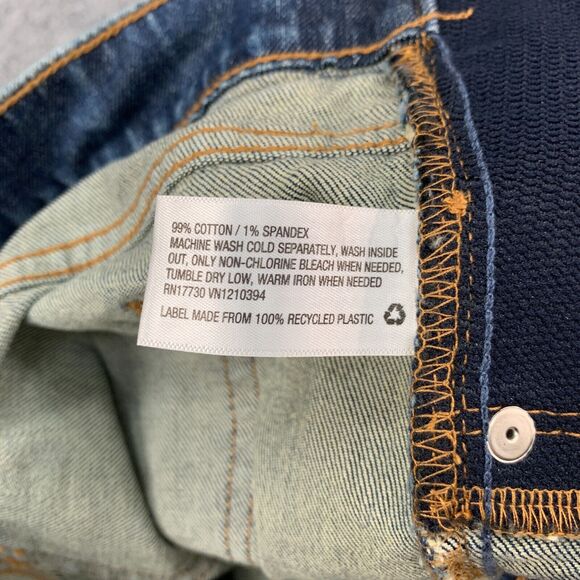 99% COTTON / 1% SPANDEX
MACHINE WASH COLD SEPARATELY, WASH INSIDE
OUT, ONLY NON-CHLORINE BLEACH WHEN NEEDED,
TUMBLE DRY LOW, WARM IRON WHEN NEEDED
RN17730 VN1210394
LABEL MADE FROM 100% RECYCLED PLASTIC